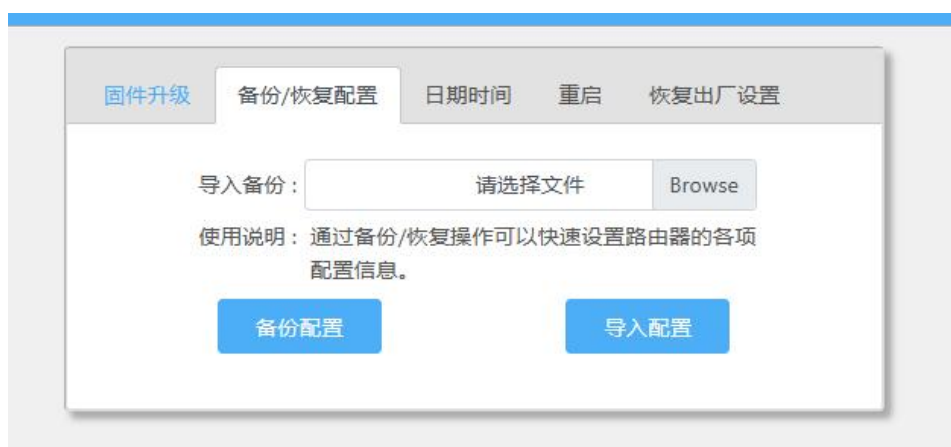 固件升级 备份/恢复配置 日期时间 重启 恢复出厂设置
导入备份： 请选择文件 Browse
使用说明： 通过备份/恢复操作可以快速设置路由器的各项
配置信息。
备份配置 导入配置